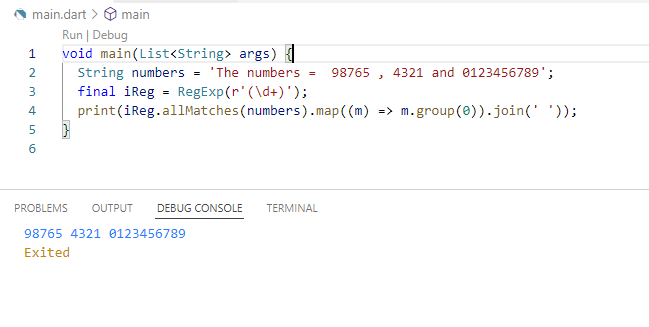 main.dart > main
Run | Debug
1 void main(List<String> args) {
2 String numbers = 'The numbers =  98765 , 4321 and 0123456789';
3 final iReg = RegExp(r'(\d+)');
4 print(iReg.allMatches(numbers).map((m) => m.group(0)).join(' '));
5 }
6
PROBLEMS OUTPUT DEBUG CONSOLE TERMINAL
98765 4321 0123456789
Exited